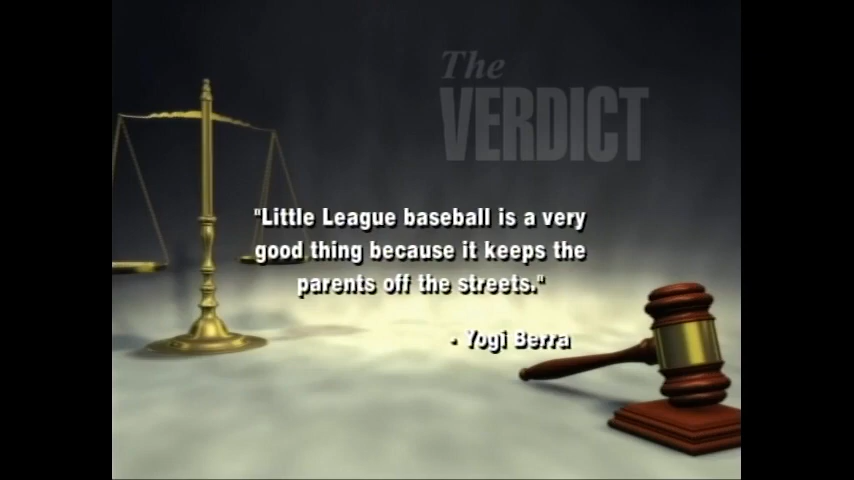 The
VERDICT
"Little League baseball is a very
good thing because it keeps the
parents off the streets."
- Yogi Berra